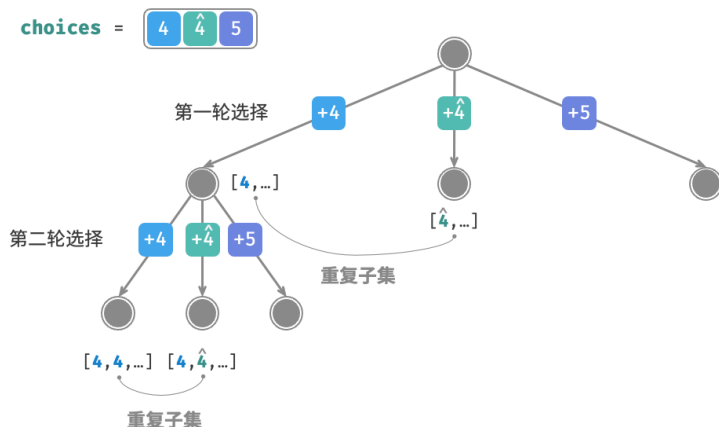 choices = 4 4̂ 5
第一轮选择 +4 +4̂ +5
[4,…]
[4̂,…]
第二轮选择 +4 +4̂ +5
重复子集
[4,4,…] [4,4̂,…]
重复子集